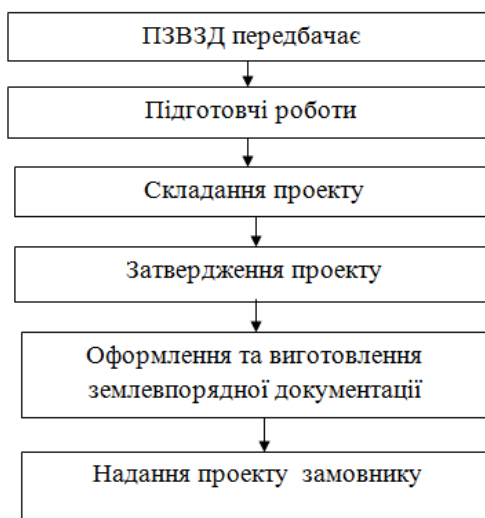 ПЗВЗД передбачає
Підготовчі роботи
Складання проекту
Затвердження проекту
Оформлення та виготовлення
землевпорядної документації
Надання проекту замовнику